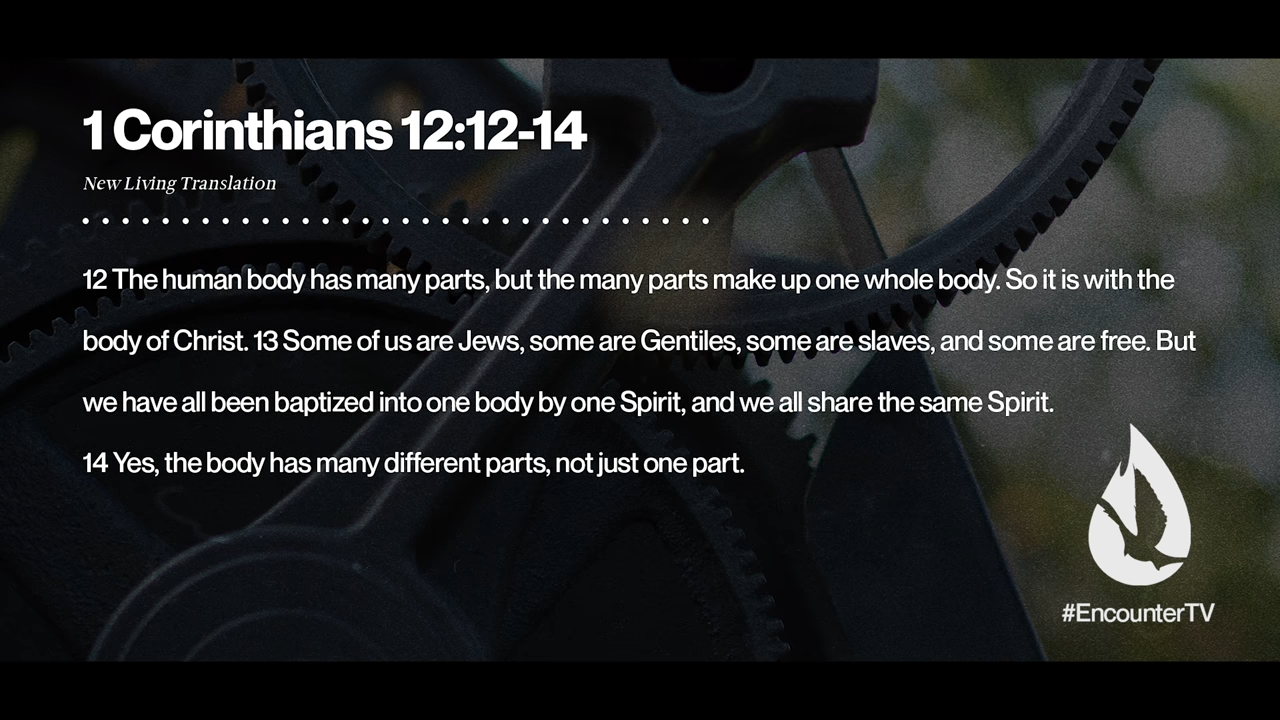 1 Corinthians 12:12-14
New Living Translation
12 The human body has many parts, but the many parts make up one whole body. So it is with the
body of Christ. 13 Some of us are Jews, some are Gentiles, some are slaves, and some are free. But
we have all been baptized into one body by one Spirit, and we all share the same Spirit.
14 Yes, the body has many different parts, not just one part.
#EncounterTV